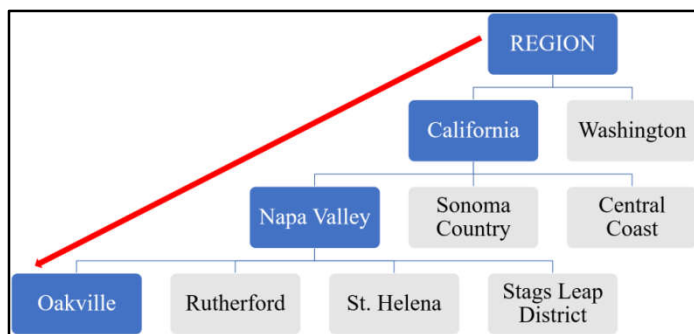 REGION
California
Washington
Napa Valley
Sonoma
Country
Central
Coast
Oakville
Rutherford
St. Helena
Stags Leap
District